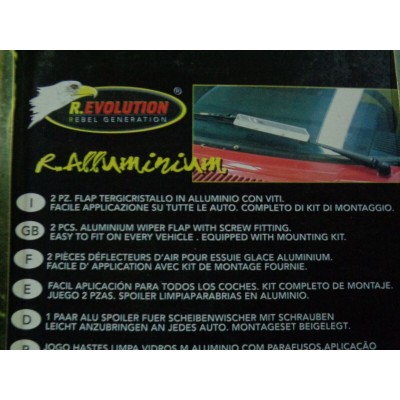 R.EVOLUTION
®
REBEL GENERATION
R.Alluminium
I 2 PZ. FLAP TERGICRISTALLO IN ALLUMINIO CON VITI.
FACILE APPLICAZIONE SU TUTTE LE AUTO. COMPLETO DI KIT DI MONTAGGIO.
GB 2 PCS. ALUMINIUM WIPER FLAP WITH SCREW FITTING.
EASY TO FIT ON EVERY VEHICLE . EQUIPPED WITH MOUNTING KIT.
F 2 PIÈCES DÉFLECTEURS D'AIR POUR ESSUIE GLACE ALUMINIUM.
FACILE D' APPLICATION AVEC KIT DE MONTAGE FOURNIE.
E FACIL APPLICACIÓN PARA TODOS LOS COCHES. KIT COMPLETO DE MONTAJE.
JUEGO 2 PZAS. SPOILER LIMPIAPARABRIAS EN ALUMINIO.
D 1 PAAR ALU SPOILER FUER SCHEIBENWISCHER MIT SCHRAUBEN
LEICHT ANZUBRINGEN AN JEDES AUTO. MONTAGESET BEIGELEGT.
P JOGO HASTES LIMPA VIDROS M.ALUMINIO COM PARAFUSOS.APLICAÇÃO